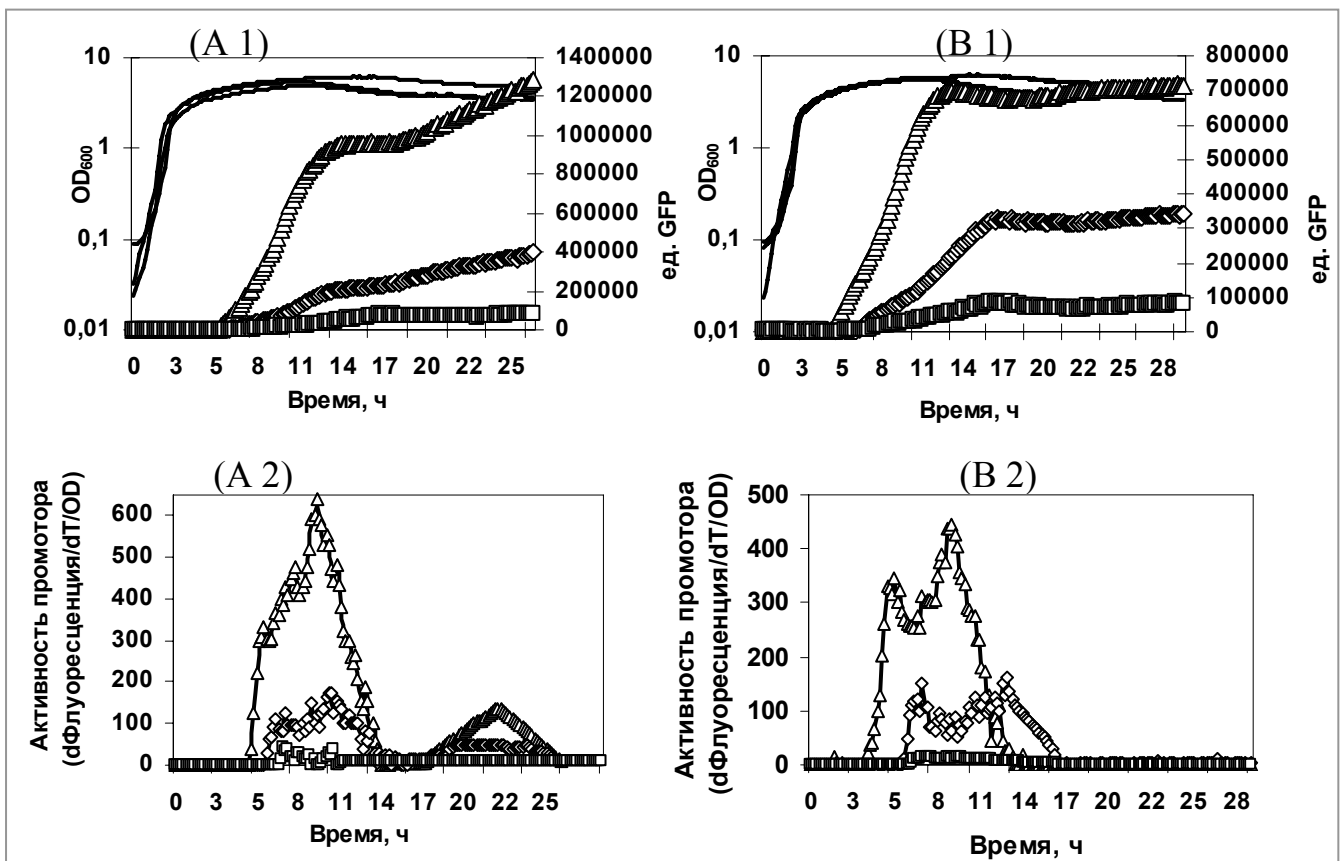 (A 1)
10
1
0,1
0,01
OD600
1400000
1200000
1000000
800000
600000
400000
200000
0
ед. GFP
0 3 5 8 11 14 17 20 22 25
Время, ч
(B 1)
10
1
0,1
0,01
OD600
800000
700000
600000
500000
400000
300000
200000
100000
0
ед. GFP
0 3 5 8 11 14 17 20 22 25 28
Время, ч
(A 2)
Активность промотора
(dФлуоресценция/dT/OD)
600
500
400
300
200
100
0
0 3 5 8 11 14 17 20 22 25
Время, ч
(B 2)
Активность промотора
(dФлуоресценция/dT/OD)
500
400
300
200
100
0
0 3 5 8 11 14 17 20 22 25 28
Время, ч